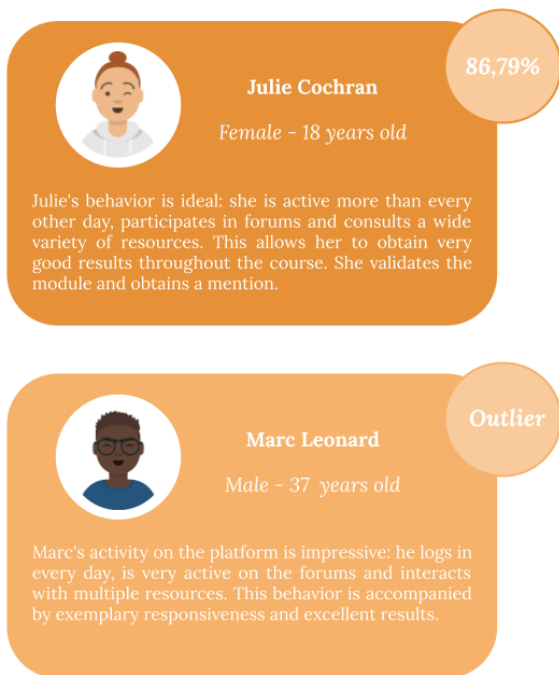 86,79%
Julie Cochran
Female - 18 years old
Julie's behavior is ideal: she is active more than every
other day, participates in forums and consults a wide
variety of resources. This allows her to obtain very
good results throughout the course. She validates the
module and obtains a mention.
Outlier
Marc Leonard
Male - 37 years old
Marc's activity on the platform is impressive: he logs in
every day, is very active on the forums and interacts
with multiple resources. This behavior is accompanied
by exemplary responsiveness and excellent results.